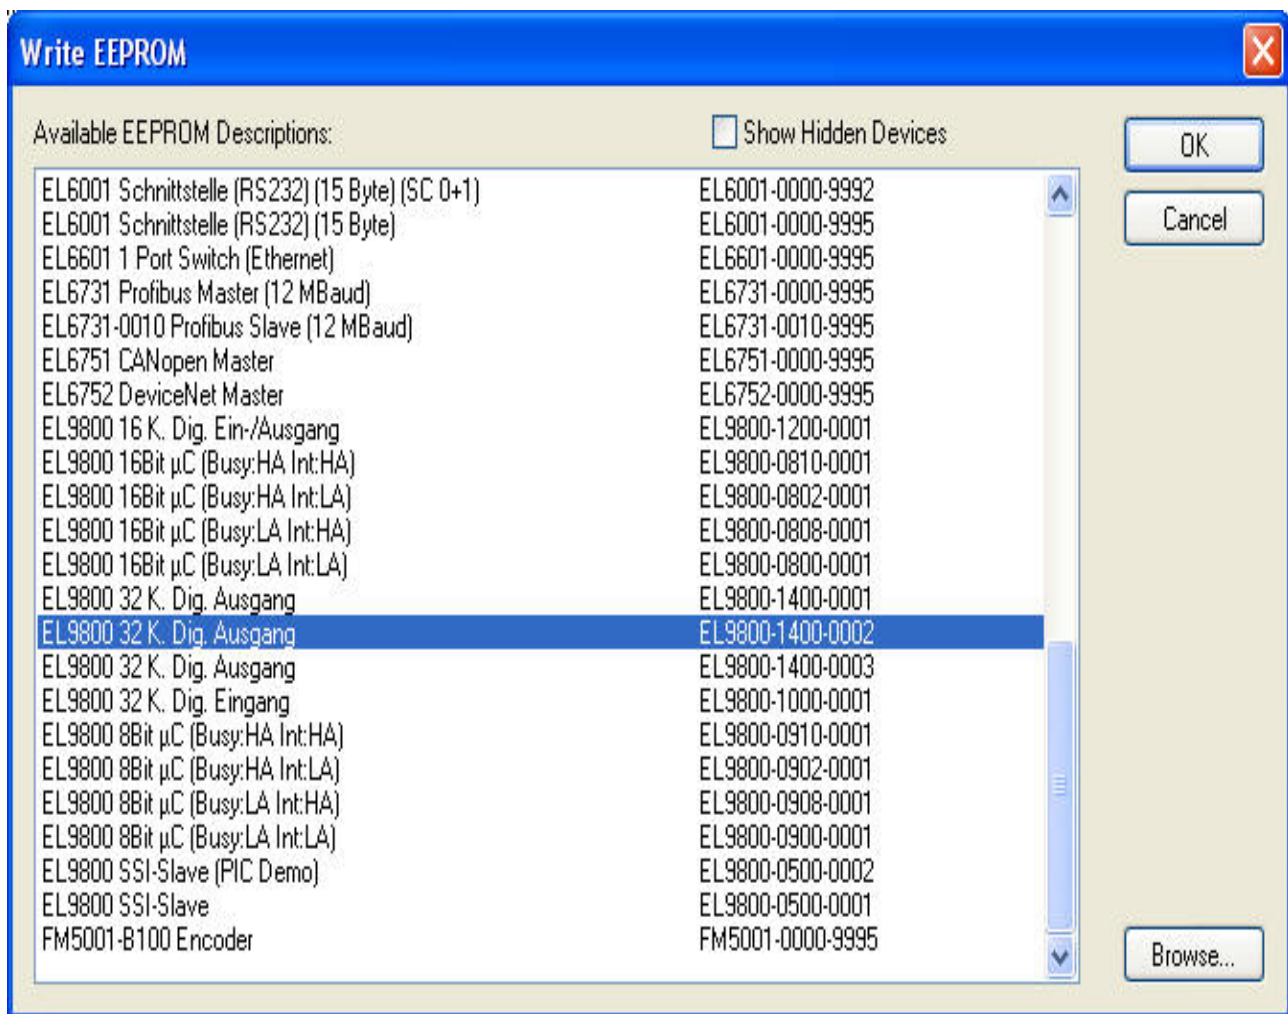 Write EEPROM
Available EEPROM Descriptions: Show Hidden Devices OK
Cancel
EL6001 Schnittstelle (RS232) (15 Byte) (SC 0+1) EL6001-0000-9992
EL6001 Schnittstelle (RS232) (15 Byte) EL6001-0000-9995
EL6601 1 Port Switch (Ethernet) EL6601-0000-9995
EL6731 Profibus Master (12 MBaud) EL6731-0000-9995
EL6731-0010 Profibus Slave (12 MBaud) EL6731-0010-9995
EL6751 CANopen Master EL6751-0000-9995
EL6752 DeviceNet Master EL6752-0000-9995
EL9800 16 K. Dig. Ein-/Ausgang EL9800-1200-0001
EL9800 16Bit µC (Busy:HA Int:HA) EL9800-0810-0001
EL9800 16Bit µC (Busy:HA Int:LA) EL9800-0802-0001
EL9800 16Bit µC (Busy:LA Int:HA) EL9800-0808-0001
EL9800 16Bit µC (Busy:LA Int:LA) EL9800-0800-0001
EL9800 32 K. Dig. Ausgang EL9800-1400-0001
EL9800 32 K. Dig. Ausgang EL9800-1400-0002
EL9800 32 K. Dig. Ausgang EL9800-1400-0003
EL9800 32 K. Dig. Eingang EL9800-1000-0001
EL9800 8Bit µC (Busy:HA Int:HA) EL9800-0910-0001
EL9800 8Bit µC (Busy:HA Int:LA) EL9800-0902-0001
EL9800 8Bit µC (Busy:LA Int:HA) EL9800-0908-0001
EL9800 8Bit µC (Busy:LA Int:LA) EL9800-0900-0001
EL9800 SSI-Slave (PIC Demo) EL9800-0500-0002
EL9800 SSI-Slave EL9800-0500-0001
FM5001-B100 Encoder FM5001-0000-9995
Browse...